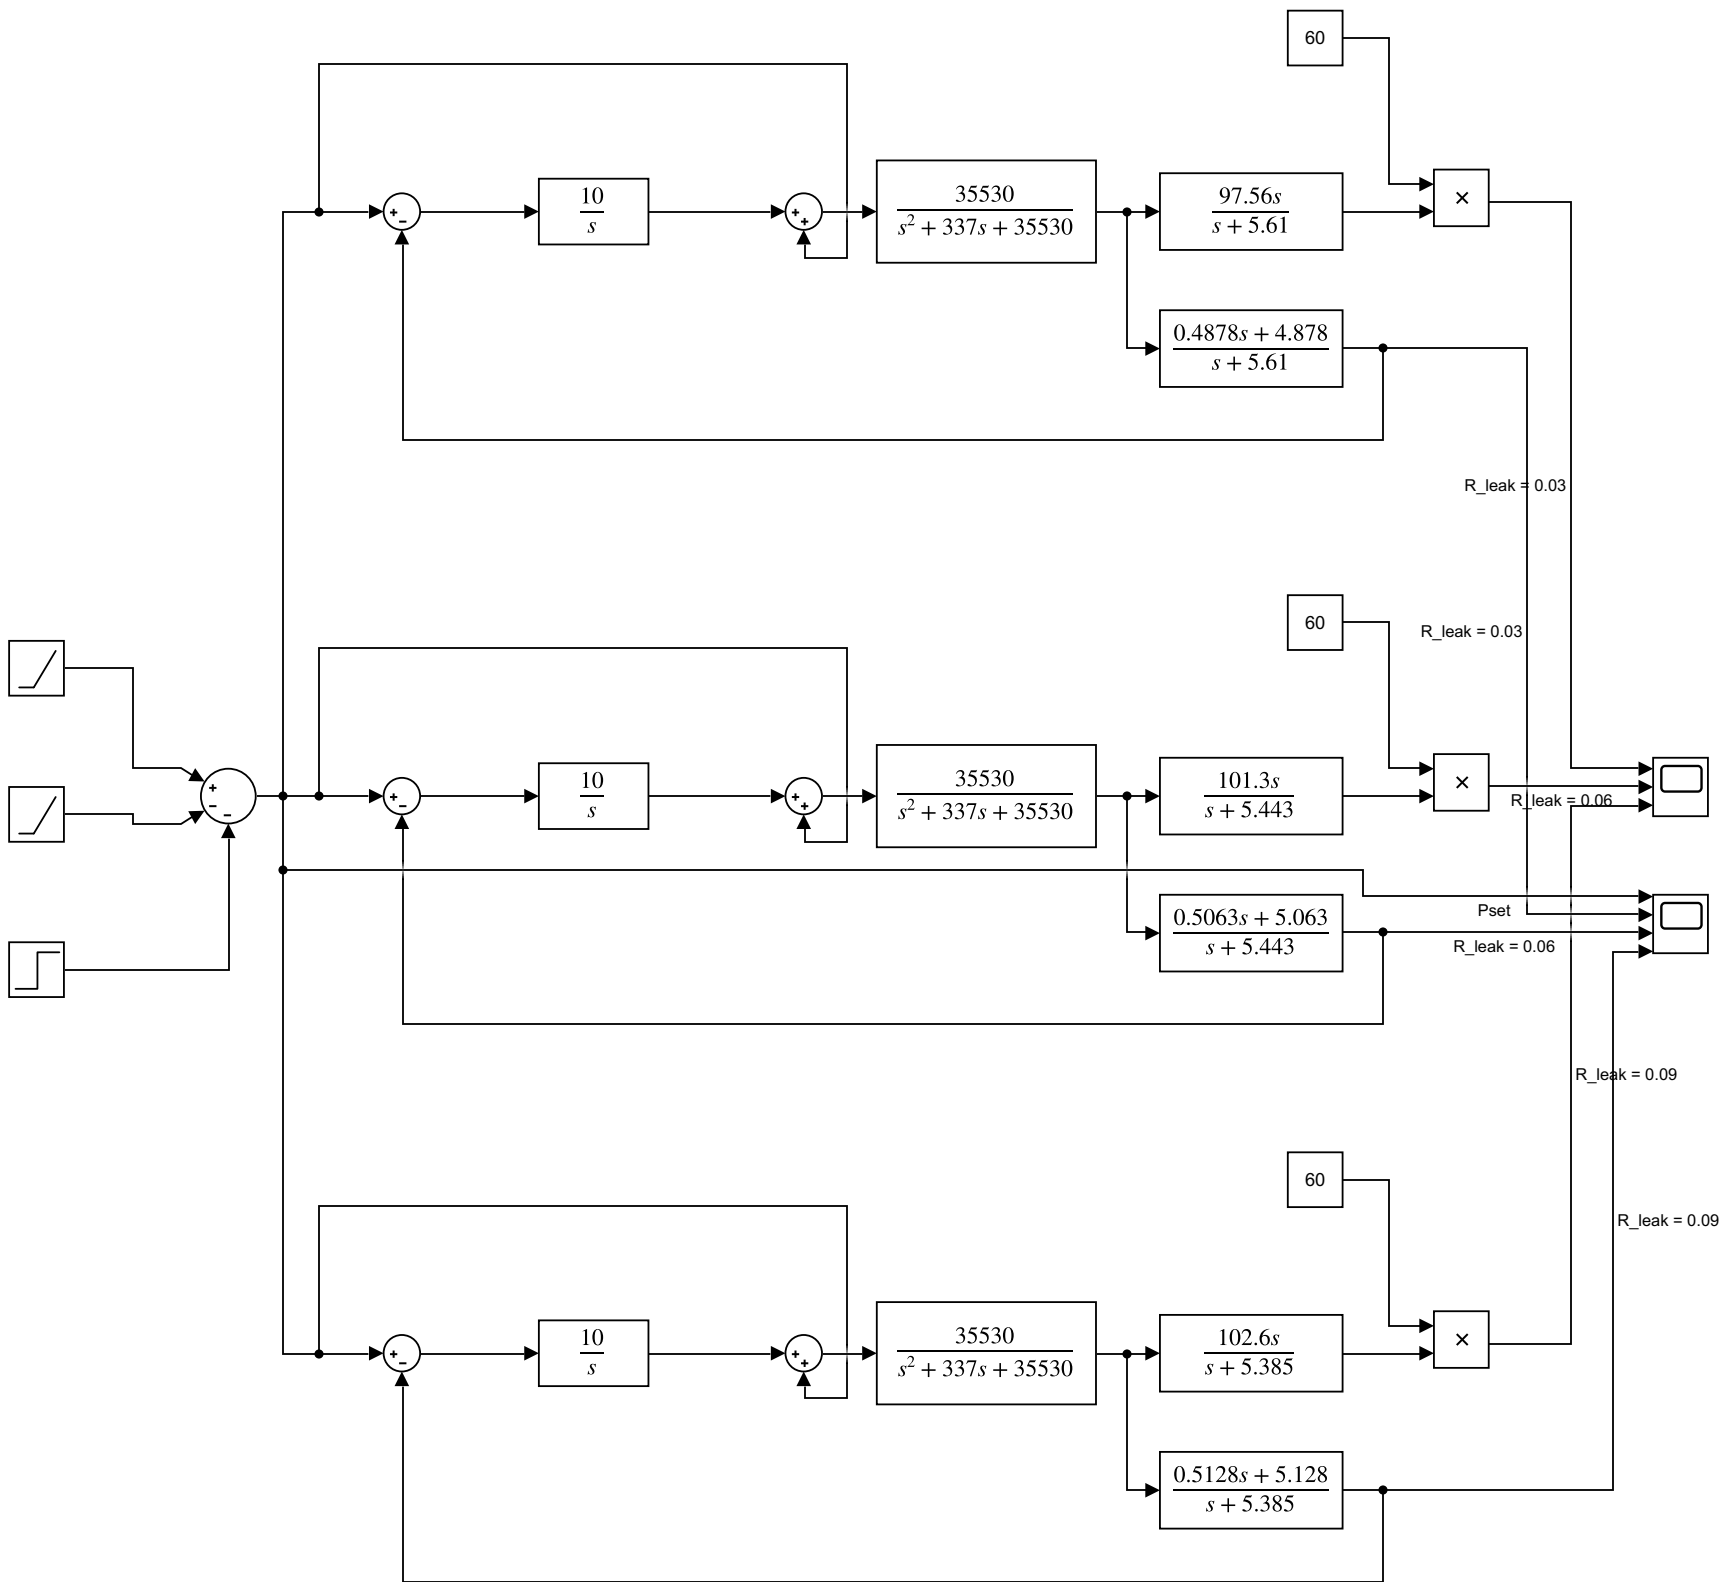 60
10
s
35530
s² + 337s + 35530
97.56s
s + 5.61
×
0.4878s + 4.878
s + 5.61
R_leak = 0.03
R_leak = 0.03
60
10
s
35530
s² + 337s + 35530
101.3s
s + 5.443
×
R_leak = 0.06
0.5063s + 5.063
s + 5.443
Pset
R_leak = 0.06
R_leak = 0.09
60
R_leak = 0.09
10
s
35530
s² + 337s + 35530
102.6s
s + 5.385
×
0.5128s + 5.128
s + 5.385